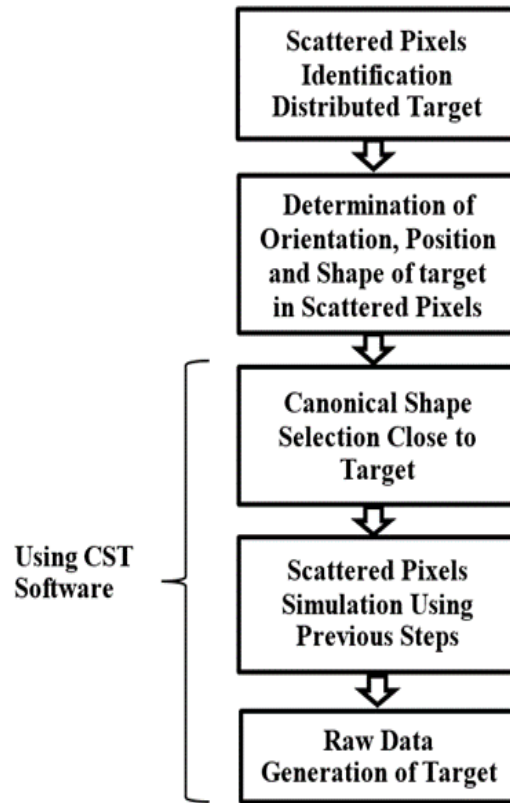 Scattered Pixels
Identification
Distributed Target
Determination of
Orientation, Position
and Shape of target
in Scattered Pixels
Canonical Shape
Selection Close to
Target
Using CST
Software
Scattered Pixels
Simulation Using
Previous Steps
Raw Data
Generation of Target